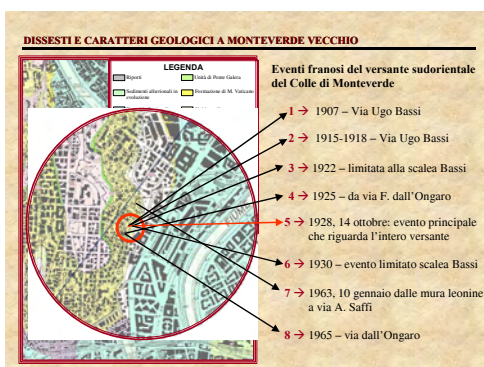 DISSESTI E CARATTERI GEOLOGICI A MONTEVERDE VECCHIO
LEGENDA
Riporti
Unità di Ponte Galera
Sedimenti alluvionali in
evoluzione
Formazione di M. Vaticano
Eventi franosi del versante sudorientale
del Colle di Monteverde
1 → 1907 – Via Ugo Bassi
2 → 1915-1918 – Via Ugo Bassi
3 → 1922 – limitata alla scalea Bassi
4 → 1925 – da via F. dall’Ongaro
5 → 1928, 14 ottobre: evento principale
che riguarda l’intero versante
6 → 1930 – evento limitato scalea Bassi
7 → 1963, 10 gennaio dalle mura leonine
a via A. Saffi
8 → 1965 – via dall’Ongaro